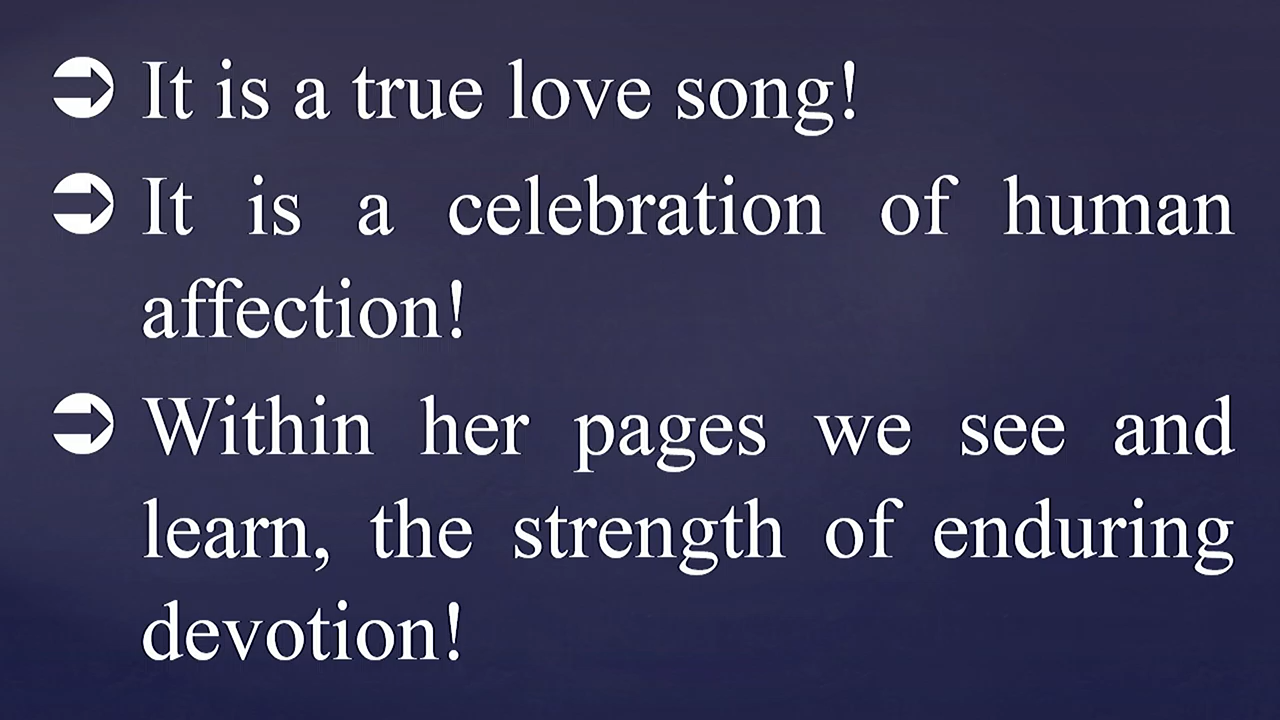 ➲ It is a true love song!
➲ It is a celebration of human
affection!
➲ Within her pages we see and
learn, the strength of enduring
devotion!